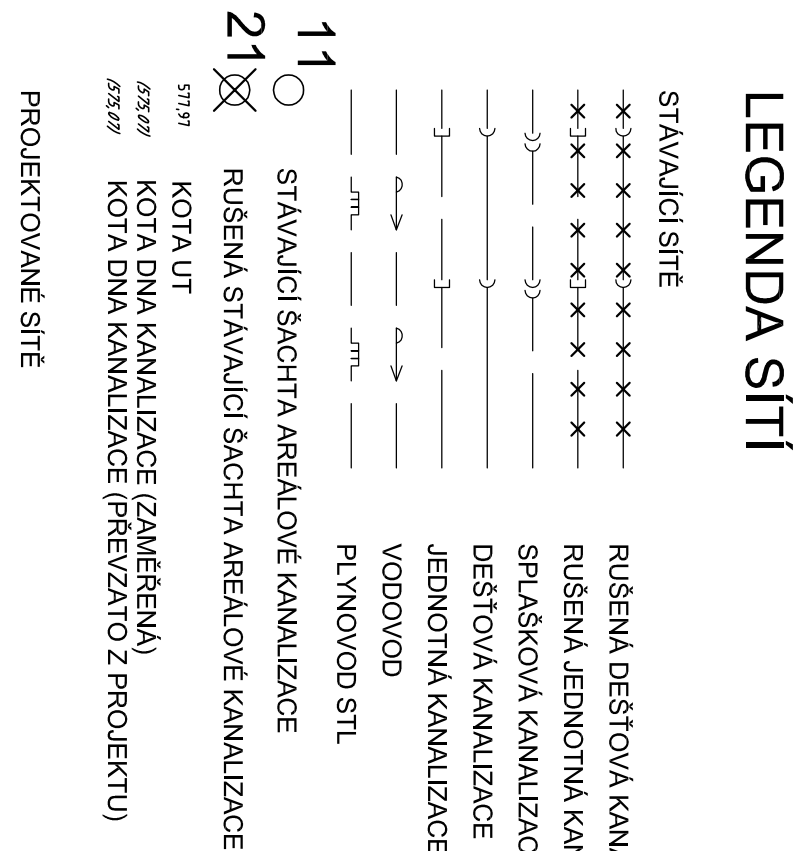 LEGENDA SÍTÍ
STÁVAJÍCÍ SÍTĚ
RUŠENÁ DEŠŤOVÁ KANA
RUŠENÁ JEDNOTNÁ KAN
SPLAŠKOVÁ KANALIZAC
DEŠŤOVÁ KANALIZACE
JEDNOTNÁ KANALIZACE
VODOVOD
PLYNOVOD STL
11 STÁVAJÍCÍ ŠACHTA AREÁLOVÉ KANALIZACE
21 RUŠENÁ STÁVAJÍCÍ ŠACHTA AREÁLOVÉ KANALIZACE
577,97 KOTA UT
(575,07) KOTA DNA KANALIZACE (ZAMĚŘENÁ)
(575,07) KOTA DNA KANALIZACE (PŘEVZATO Z PROJEKTU)
PROJEKTOVANÉ SÍTĚ